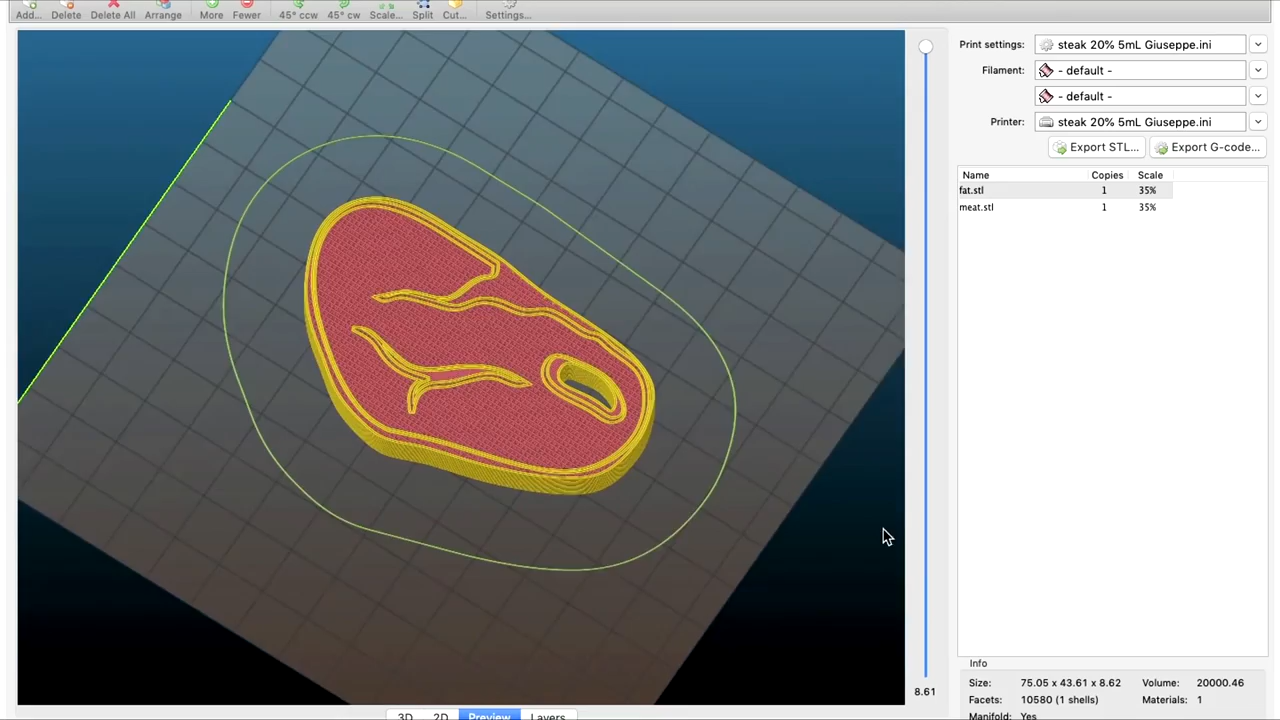 Add... Delete Delete All Arrange More Fewer 45° ccw 45° cw Scale... Split Cut... Settings...
Print settings: steak 20% 5mL Giuseppe.ini
Filament: - default -
- default -
Printer: steak 20% 5mL Giuseppe.ini
Export STL... Export G-code...
Name Copies Scale
fat.stl 1 35%
meat.stl 1 35%
Info
Size: 75.05 x 43.61 x 8.62 Volume: 20000.46
Facets: 10580 (1 shells) Materials: 1
Manifold: Yes
8.61
3D 2D Preview Layers